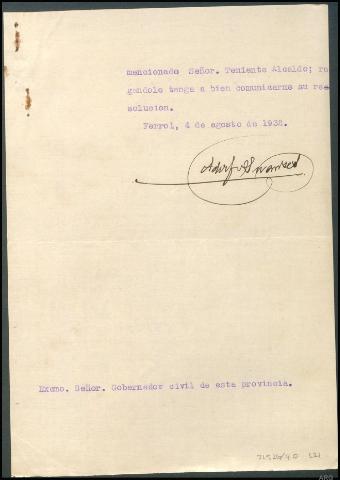 mencionado Señor. Teniente Alcalde; ro
gandole tenga a bien comunicarme su re-
solucion.
Ferrol, 4 de agosto de 1932.
Excmo. Señor. Gobernador civil de esta provincia.
ARG